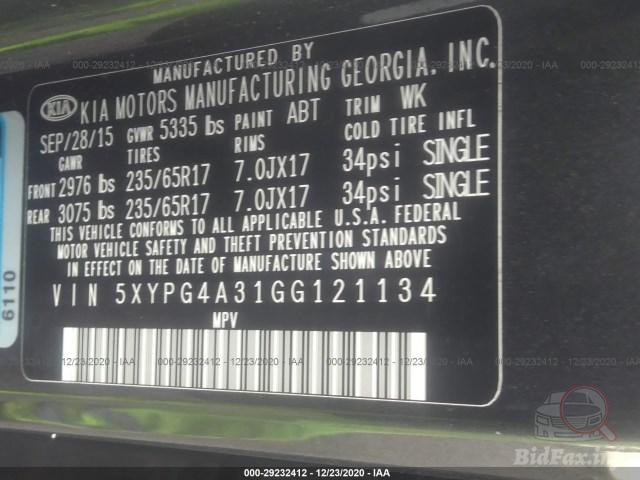 MANUFACTURED BY
KIA KIA MOTORS MANUFACTURING GEORGIA, INC.
SEP/28/15 GVWR 5335 lbs PAINT ABT TRIM WK
GAWR TIRES RIMS COLD TIRE INFL
FRONT 2976 lbs 235/65R17 7.0JX17 34psi SINGLE
REAR 3075 lbs 235/65R17 7.0JX17 34psi SINGLE
THIS VEHICLE CONFORMS TO ALL APPLICABLE U.S.A. FEDERAL
MOTOR VEHICLE SAFETY AND THEFT PREVENTION STANDARDS
IN EFFECT ON THE DATE OF MANUFACTURE SHOWN ABOVE
VIN 5XYPG4A31GG121134
MPV
6110
000-29232412 - 12/23/2020 - IAA
BidFax.info